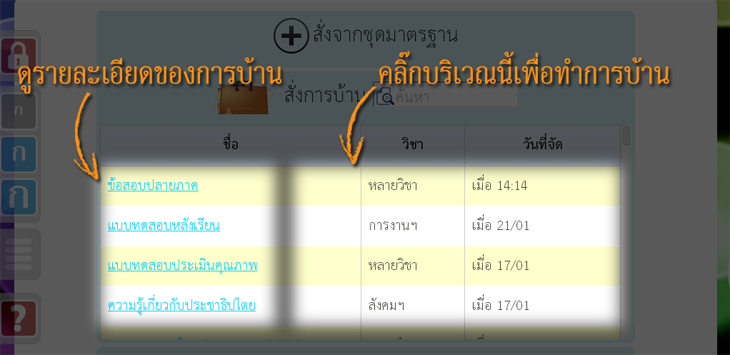 สั่งจากชุดมาตรฐาน
ดูรายละเอียดของการบ้าน
คลิ๊กบริเวณนี้เพื่อทำการบ้าน
สั่งการบ้าน ค้นหา
ชื่อ วิชา วันที่จัด
ข้อสอบปลายภาค หลายวิชา เมื่อ 14:14
แบบทดสอบหลังเรียน การงานฯ เมื่อ 21/01
แบบทดสอบประเมินคุณภาพ หลายวิชา เมื่อ 17/01
ความรู้เกี่ยวกับประชาธิปไตย สังคมฯ เมื่อ 17/01
ก
ก
ก
?